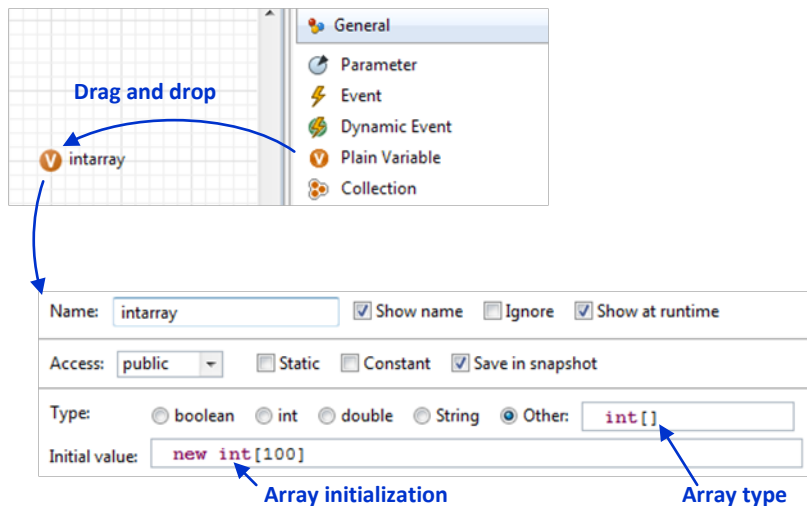 General
Parameter
Drag and drop
Event
Dynamic Event
V intarray
V Plain Variable
Collection
Name: intarray Show name Ignore Show at runtime
Access: public Static Constant Save in snapshot
Type: boolean int double String Other: int[]
Initial value: new int[100]
Array initialization Array type